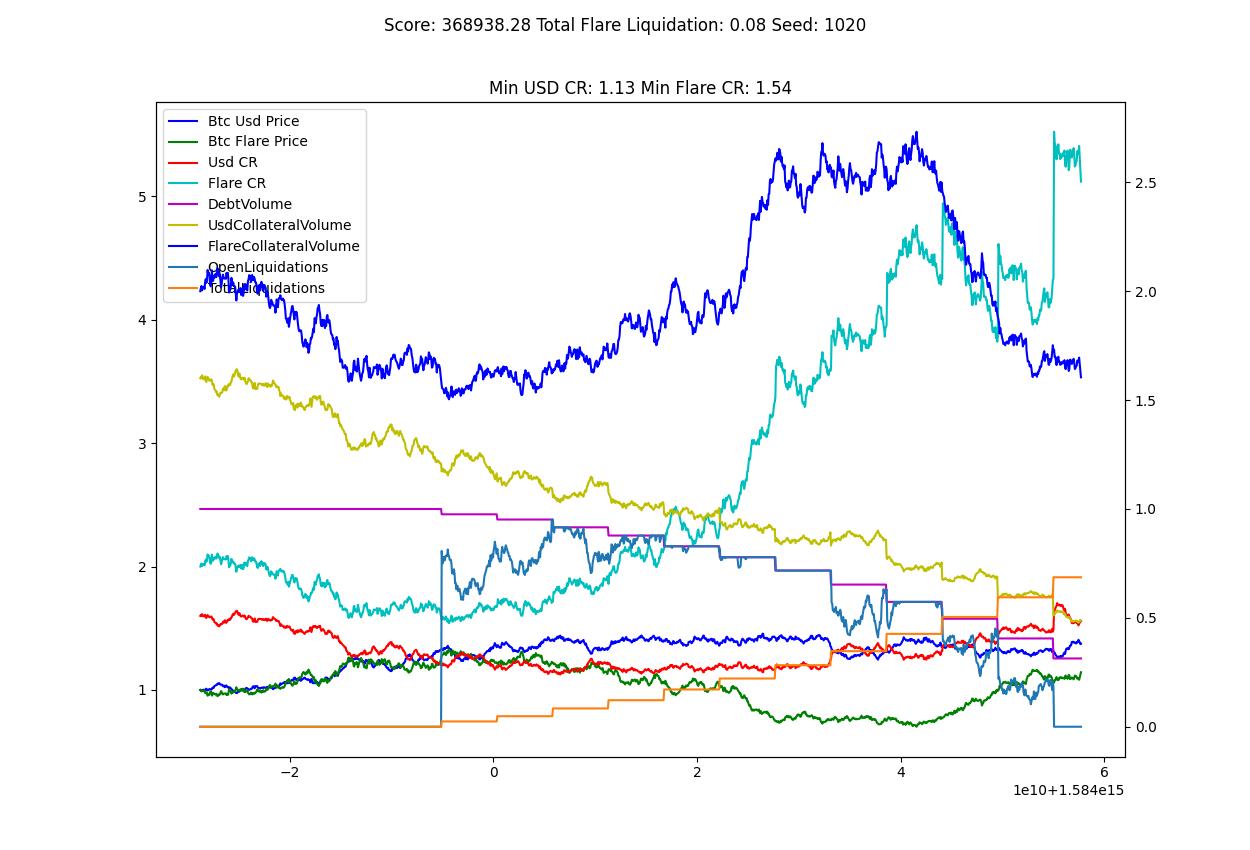 Score: 368938.28 Total Flare Liquidation: 0.08 Seed: 1020
Min USD CR: 1.13 Min Flare CR: 1.54
Btc Usd Price
Btc Flare Price
Usd CR
Flare CR
DebtVolume
UsdCollateralVolume
FlareCollateralVolume
OpenLiquidations
TotalLiquidations
5
4
3
2
1
2.5
2.0
1.5
1.0
0.5
0.0
−2
0
2
4
6
1e10+1.584e15